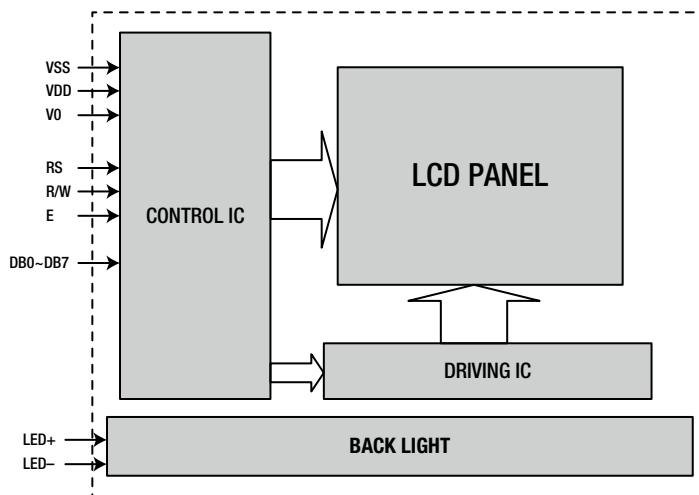 VSS
VDD
V0
RS
R/W
E
DB0~DB7
CONTROL IC
LCD PANEL
DRIVING IC
LED+
LED–
BACK LIGHT